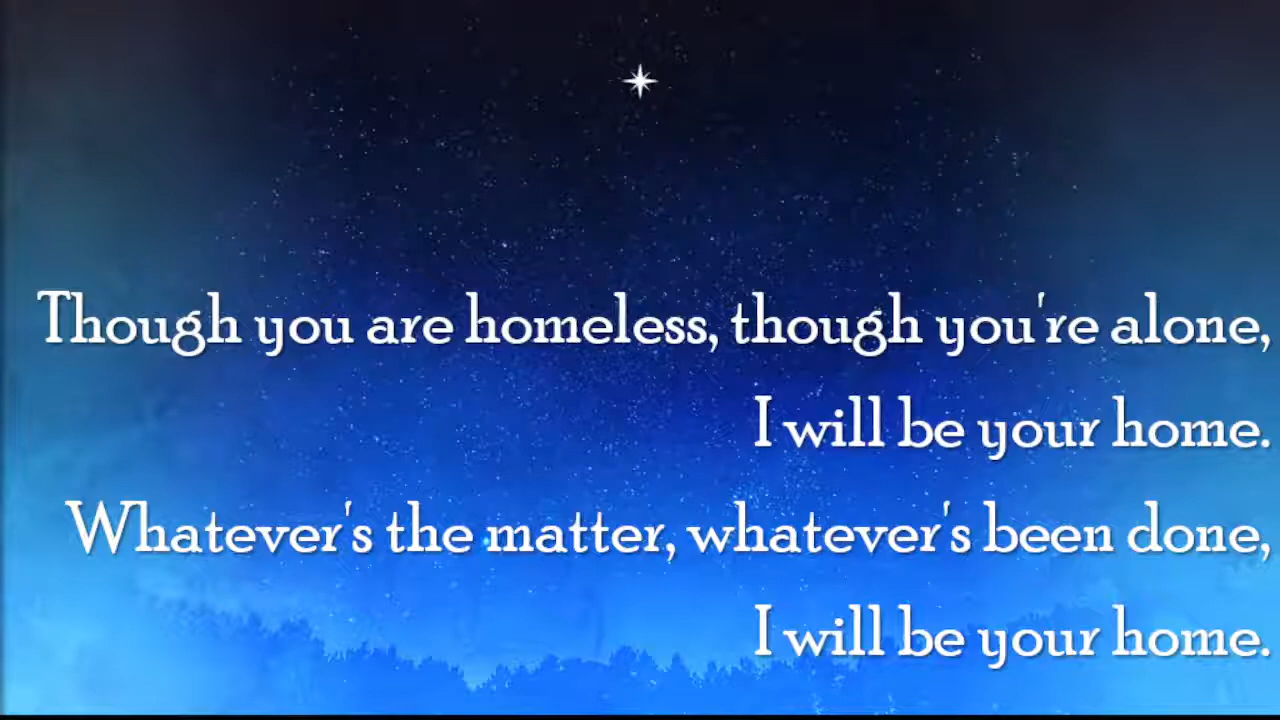 Though you are homeless, though you're alone,
I will be your home.
Whatever's the matter, whatever's been done,
I will be your home.